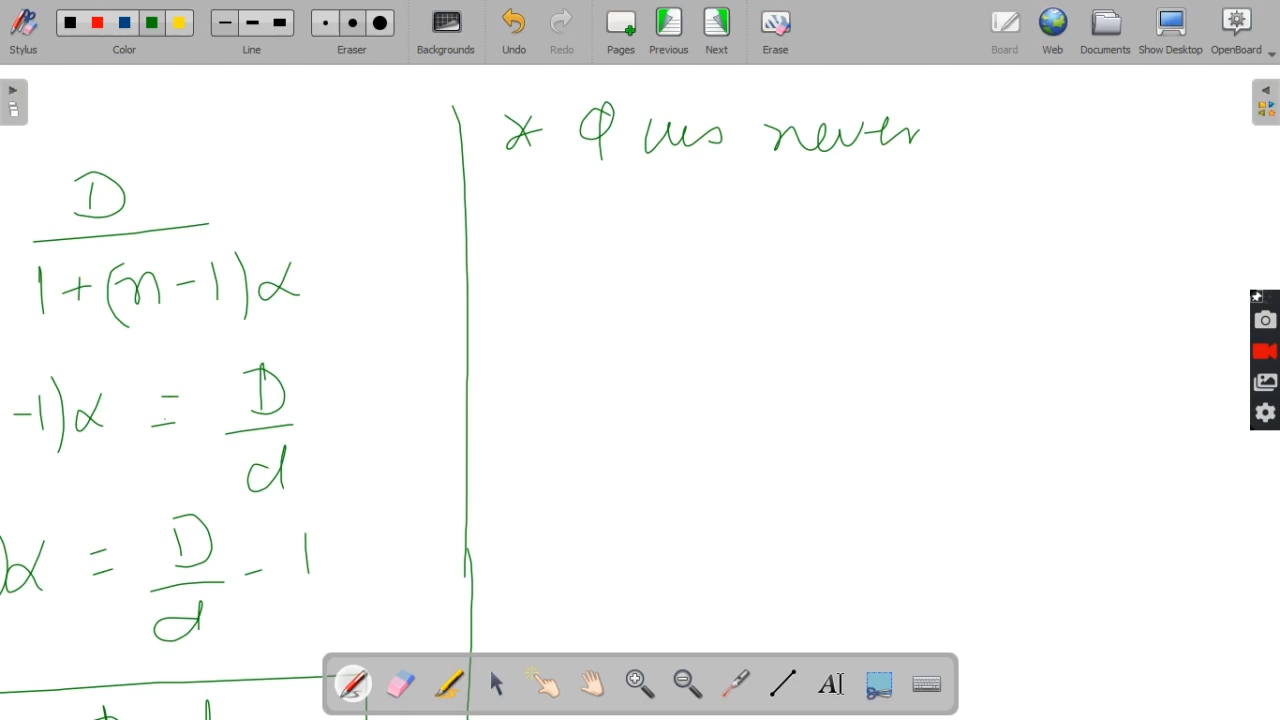 Stylus Color Line Eraser Backgrounds Undo Redo Pages Previous Next Erase Board Web Documents Show Desktop OpenBoard
* φ was never
D
1+(n-1)α
-1)α = D
d
α = D - 1
d